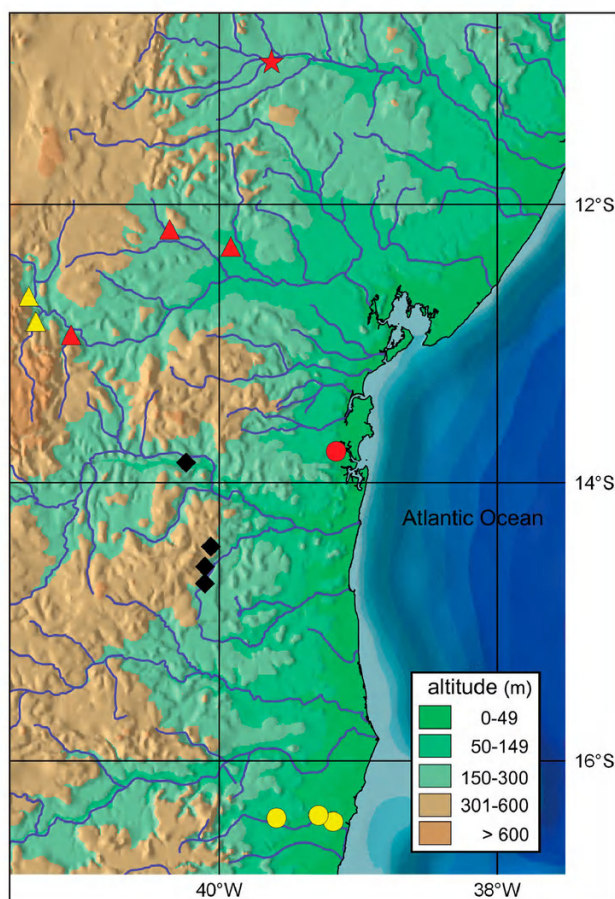 12°S
14°S
Atlantic Ocean
altitude (m)
0-49
50-149
150-300
301-600
> 600
16°S
40°W
38°W